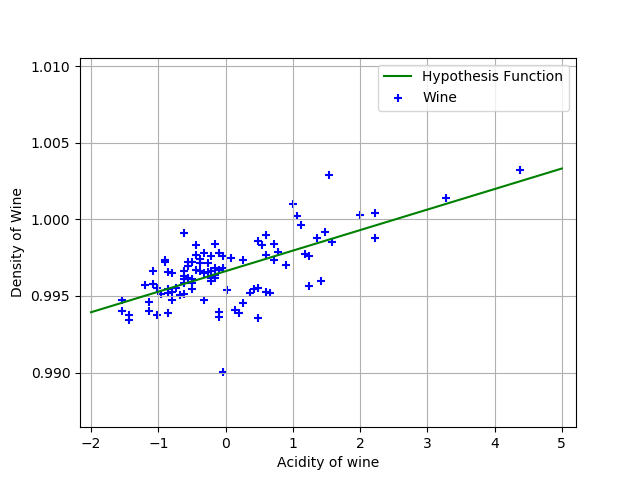 1.010
1.005
1.000
0.995
0.990
Density of Wine
Hypothesis Function
Wine
−2 −1 0 1 2 3 4 5
Acidity of wine